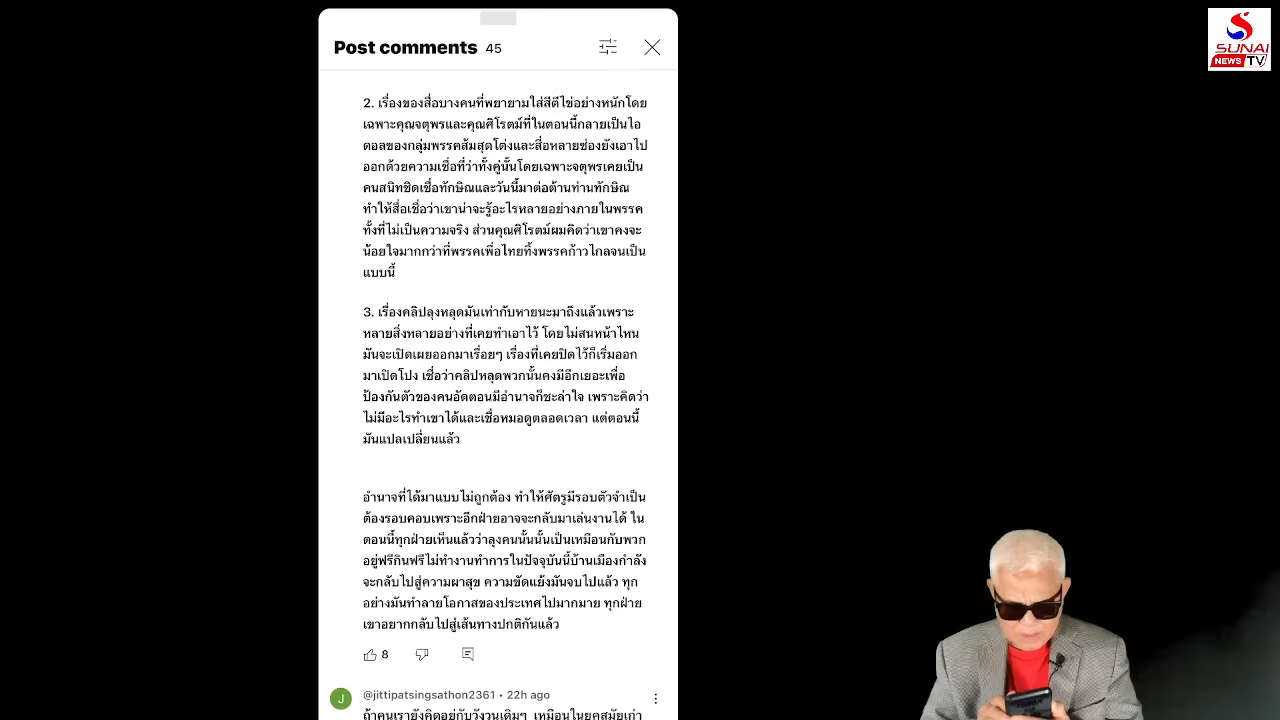 Post comments 45
SUNAI
NEWS TV
2. เรื่องของสื่อบางคนที่พยายามใส่สีตีไข่อย่างหนักโดย
เฉพาะคุณจตุพรและคุณศิโรตม์ที่ในตอนนี้กลายเป็นไอ
ดอลของกลุ่มพรรคส้มสุดโต่งและสื่อหลายช่องยังเอาไป
ออกด้วยความเชื่อที่ว่าทั้งคู่นั้นโดยเฉพาะจตุพรเคยเป็น
คนสนิทชิดเชื้อทักษิณและวันนี้มาต่อต้านท่านทักษิณ
ทำให้สื่อเชื่อว่าเขาน่าจะรู้อะไรหลายอย่างภายในพรรค
ทั้งที่ไม่เป็นความจริง ส่วนคุณศิโรตม์ผมคิดว่าเขาคงจะ
น้อยใจมากกว่าที่พรรคเพื่อไทยทิ้งพรรคก้าวไกลจนเป็น
แบบนี้
3. เรื่องคลิปลุงหลุดมันเท่ากับหายนะมาถึงแล้วเพราะ
หลายสิ่งหลายอย่างที่เคยทำเอาไว้ โดยไม่สนหน้าไหน
มันจะเปิดเผยออกมาเรื่อยๆ เรื่องที่เคยปิดไว้ก็เริ่มออก
มาเปิดโปง เชื่อว่าคลิปหลุดพวกนั้นคงมีอีกเยอะเพื่อ
ป้องกันตัวของคนอัดตอนมีอำนาจก็ชะล่าใจ เพราะคิดว่า
ไม่มีอะไรทำเขาได้และเชื่อหมอดูตลอดเวลา แต่ตอนนี้
มันแปลเปลี่ยนแล้ว
อำนาจที่ได้มาแบบไม่ถูกต้อง ทำให้ศัตรูมีรอบตัวจำเป็น
ต้องรอบคอบเพราะอีกฝ่ายอาจจะกลับมาเล่นงานได้ ใน
ตอนนี้ทุกฝ่ายเห็นแล้วว่าลุงคนนั้นนั้นเป็นเหมือนกับพวก
อยู่ฟรีกินฟรีไม่ทำงานทำการในปัจจุบันนี้บ้านเมืองกำลัง
จะกลับไปสู่ความผาสุข ความขัดแย้งมันจบไปแล้ว ทุก
อย่างมันทำลายโอกาสของประเทศไปมากมาย ทุกฝ่าย
เขาอยากกลับไปสู่เส้นทางปกติกันแล้ว
8
J
@jittipatsingsathon2361 • 22h ago
ถ้าคนเรายังคิดอยู่กับวังวนเดิมๆ เหมือนในยุคสมัยเก่า